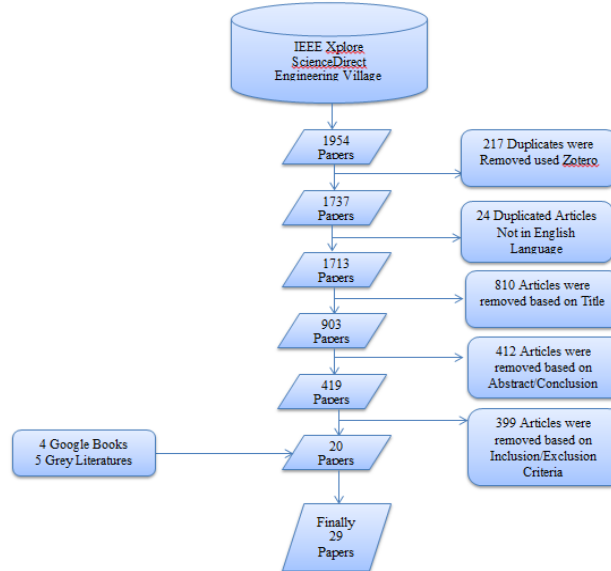 IEEE Xplore
ScienceDirect
Engineering Village
1954
Papers
217 Duplicates were
Removed used Zotero
1737
Papers
24 Duplicated Articles
Not in English
Language
1713
Papers
810 Articles were
removed based on Title
903
Papers
412 Articles were
removed based on
Abstract/Conclusion
419
Papers
399 Articles were
removed based on
Inclusion/Exclusion
Criteria
4 Google Books
5 Grey Literatures
20
Papers
Finally
29
Papers